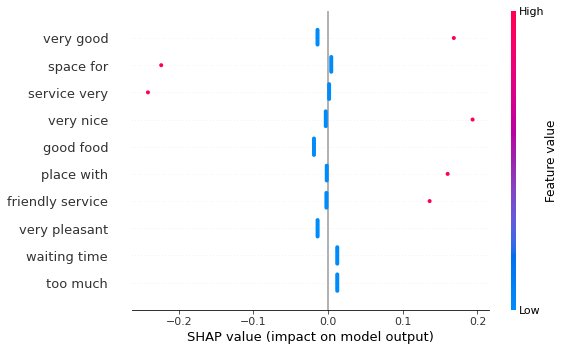 High
very good
space for
service very
very nice
good food
place with
friendly service
very pleasant
waiting time
too much
Feature value
Low
−0.2 −0.1 0.0 0.1 0.2
SHAP value (impact on model output)